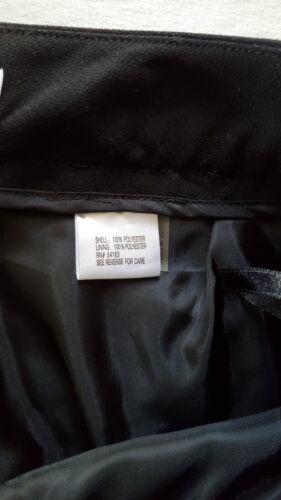 SHELL: 100% POLYESTER
LINING: 100% POLYESTER
RN# 54163
SEE REVERSE FOR CARE